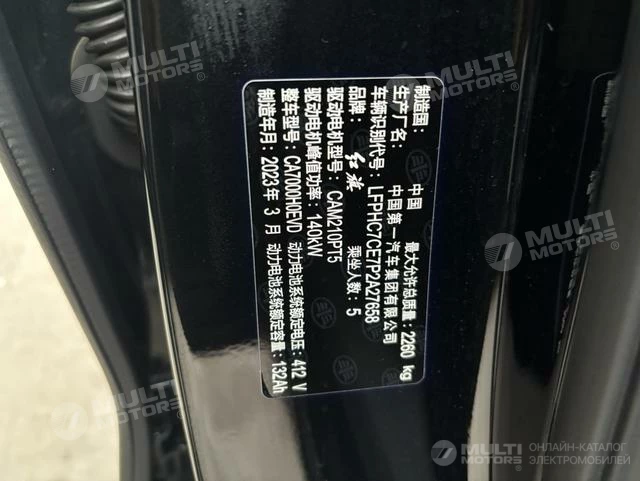 制造国： 中国 最大允许总质量：2260 kg
生产厂名： 中国第一汽车集团有限公司
车辆识别代号：LFPHC7CE7P2A27658
品牌： 红旗 乘坐人数：5
驱动电机型号：CAM210PT5
驱动电机峰值功率：140kW
整车型号：CA7000H0EVD 动力电池系统额定电压：412 V
制造年月：2023年 3 月 动力电池系统额定容量：132Ah
MULTI
MOTORS®
MULTI
MOTORS®
MULTI
MOTORS®
MULTI
MOTORS®
MULTI
MOTORS
ОНЛАЙН-КАТАЛОГ
ЭЛЕКТРОМОБИЛЕЙ